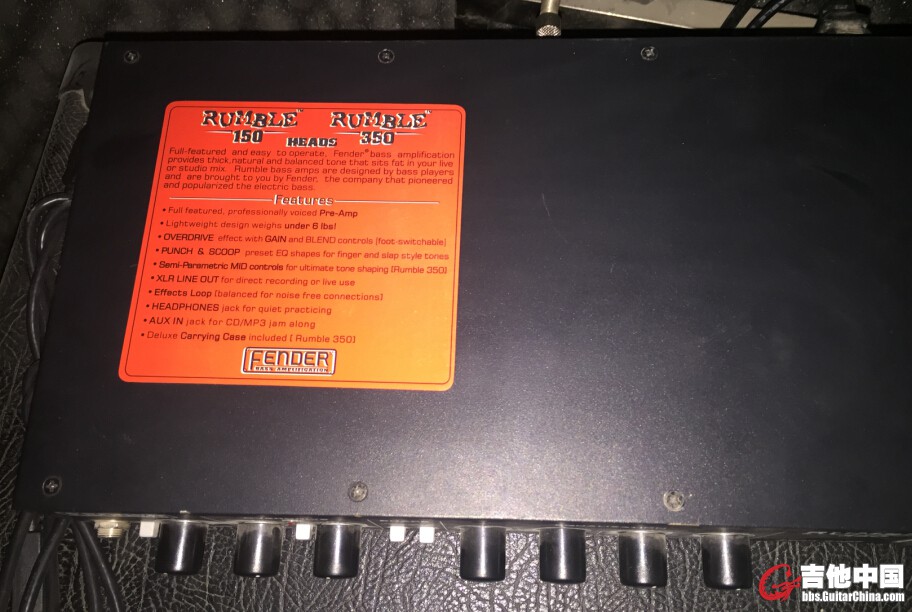 RUMBLE™ RUMBLE™
150 HEADS 350
Full-featured and easy to operate, Fender® bass amplification
provides thick, natural and balanced tone that sits fat in your live
or studio mix. Rumble bass amps are designed by bass players
and are brought to you by Fender, the company that pioneered
and popularized the electric bass.
Features
• Full featured, professionally voiced Pre-Amp
• Lightweight design weighs under 6 lbs!
• OVERDRIVE effect with GAIN and BLEND controls (foot-switchable)
• PUNCH & SCOOP preset EQ shapes for finger and slap style tones
• Semi-Parametric MID controls for ultimate tone shaping (Rumble 350)
• XLR LINE OUT for direct recording or live use
• Effects Loop (balanced for noise free connections)
• HEADPHONES jack for quiet practicing
• AUX IN jack for CD/MP3 jam along
• Deluxe Carrying Case included ( Rumble 350)
FENDER
BASS AMPLIFICATION
吉他中国
bbs.GuitarChina.com